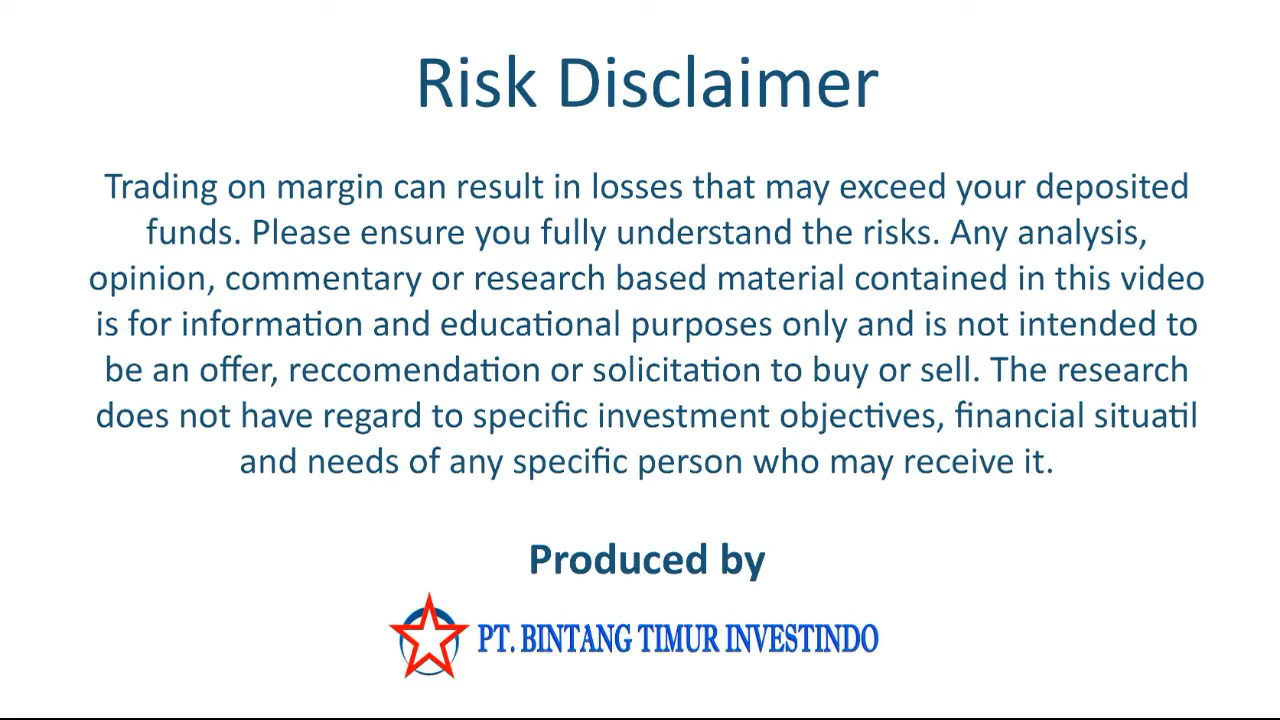 Risk Disclaimer
Trading on margin can result in losses that may exceed your deposited
funds. Please ensure you fully understand the risks. Any analysis,
opinion, commentary or research based material contained in this video
is for information and educational purposes only and is not intended to
be an offer, reccomendation or solicitation to buy or sell. The research
does not have regard to specific investment objectives, financial situatil
and needs of any specific person who may receive it.
Produced by
PT. BINTANG TIMUR INVESTINDO